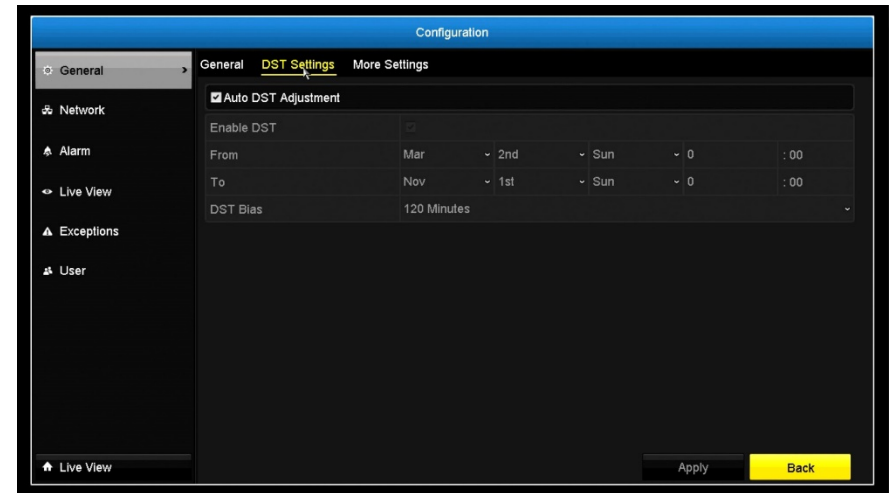 Configuration
General
General DST Settings More Settings
Auto DST Adjustment
Network
Enable DST
Alarm
From Mar 2nd Sun 0 : 00
To Nov 1st Sun 0 : 00
Live View
DST Bias 120 Minutes
Exceptions
User
Live View
Apply Back